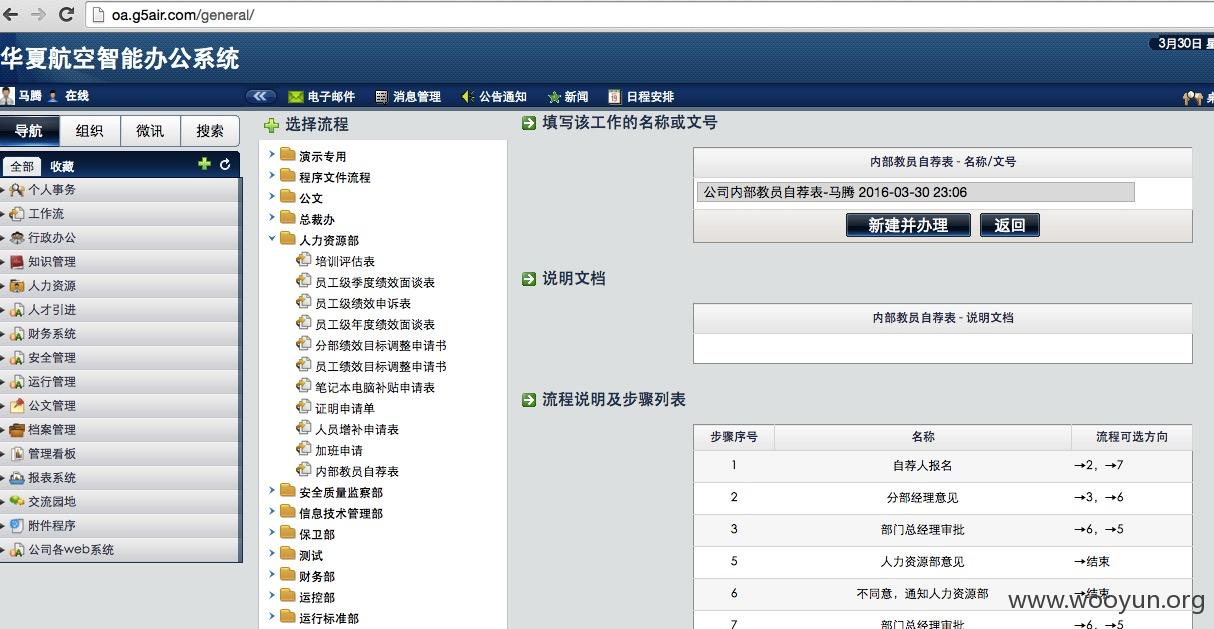 oa.g5air.com/general/
华夏航空智能办公系统
3月30日 星
马腾 在线
电子邮件 消息管理 公告通知 新闻 日程安排
导航 组织 微讯 搜索
全部 收藏
个人事务
工作流
行政办公
知识管理
人力资源
人才引进
财务系统
安全管理
运行管理
公文管理
档案管理
管理看板
报表系统
交流园地
附件程序
公司各web系统
选择流程
演示专用
程序文件流程
公文
总裁办
人力资源部
培训评估表
员工级季度绩效面谈表
员工级绩效申诉表
员工级年度绩效面谈表
分部绩效目标调整申请书
员工绩效目标调整申请书
笔记本电脑补贴申请表
证明申请单
人员增补申请表
加班申请
内部教员自荐表
安全质量监察部
信息技术管理部
保卫部
测试
财务部
运控部
运行标准部
填写该工作的名称或文号
内部教员自荐表 - 名称/文号
公司内部教员自荐表-马腾 2016-03-30 23:06
新建并办理 返回
说明文档
内部教员自荐表 - 说明文档
流程说明及步骤列表
步骤序号 名称 流程可选方向
1 自荐人报名 →2, →7
2 分部经理意见 →3, →6
3 部门总经理审批 →6, →5
5 人力资源部意见 →结束
6 不同意，通知人力资源部 →结束
7 部门总经理审批 →6, →5
www.wooyun.org